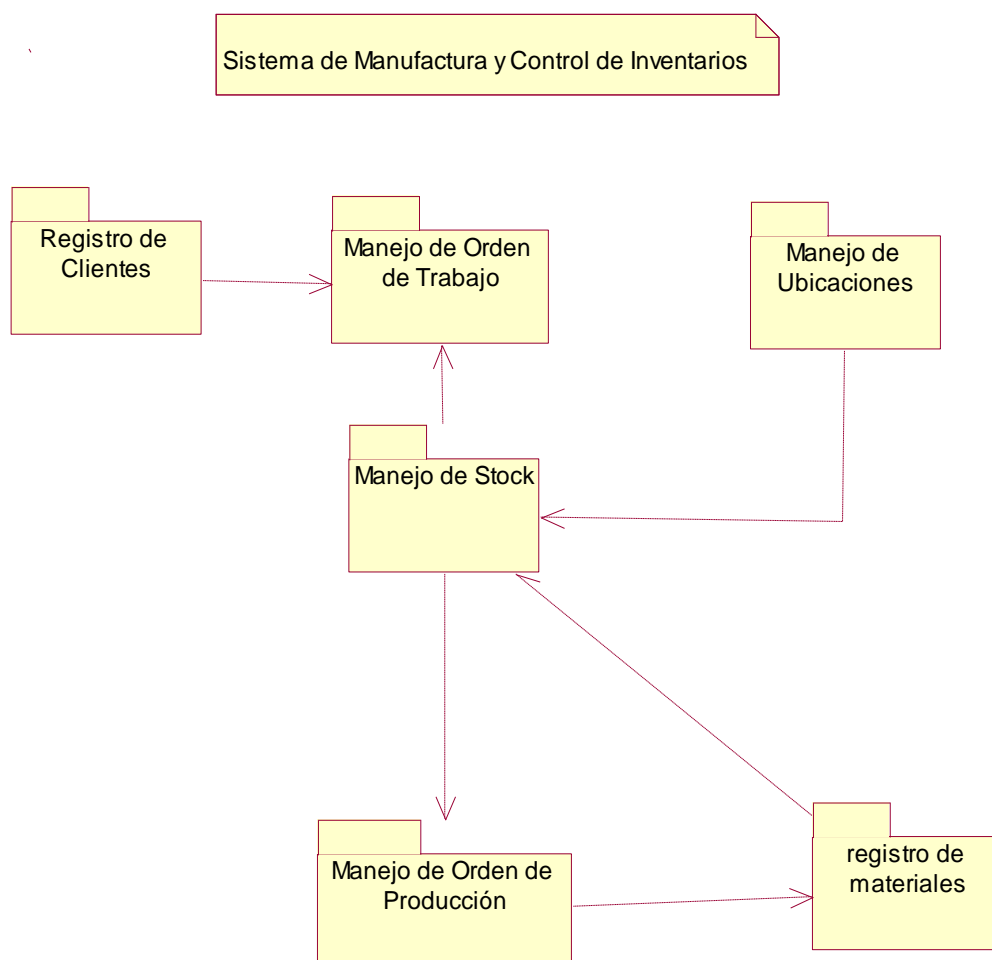 Sistema de Manufactura y Control de Inventarios
Registro de
Clientes
Manejo de Orden
de Trabajo
Manejo de
Ubicaciones
Manejo de Stock
Manejo de Orden de
Producción
registro de
materiales